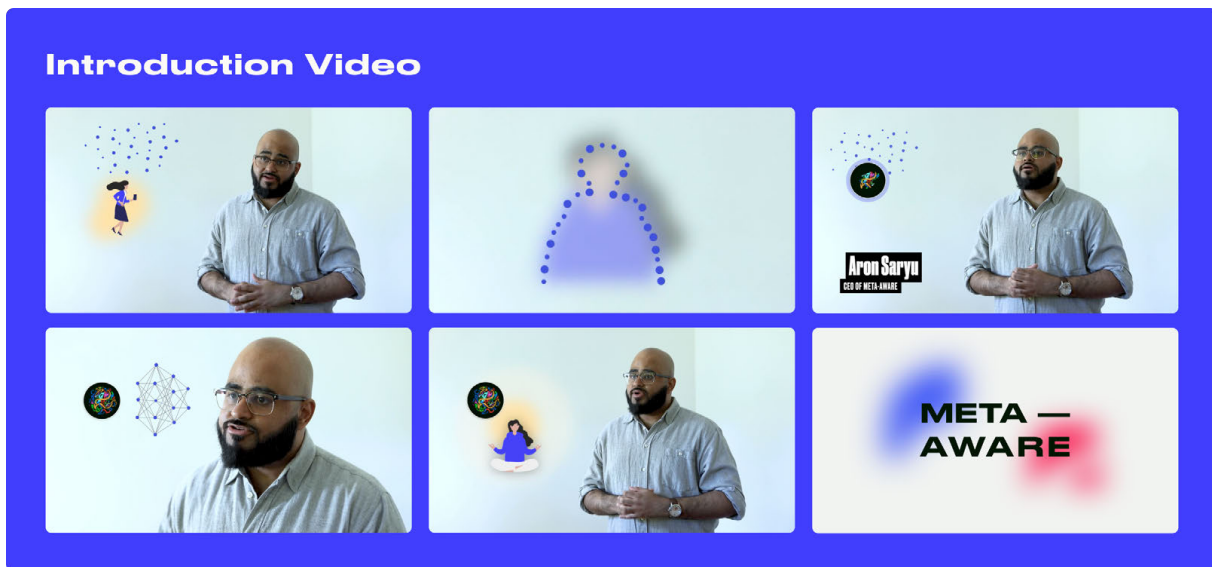 Introduction Video
Aron Saryu
CEO OF META-AWARE
META —
AWARE